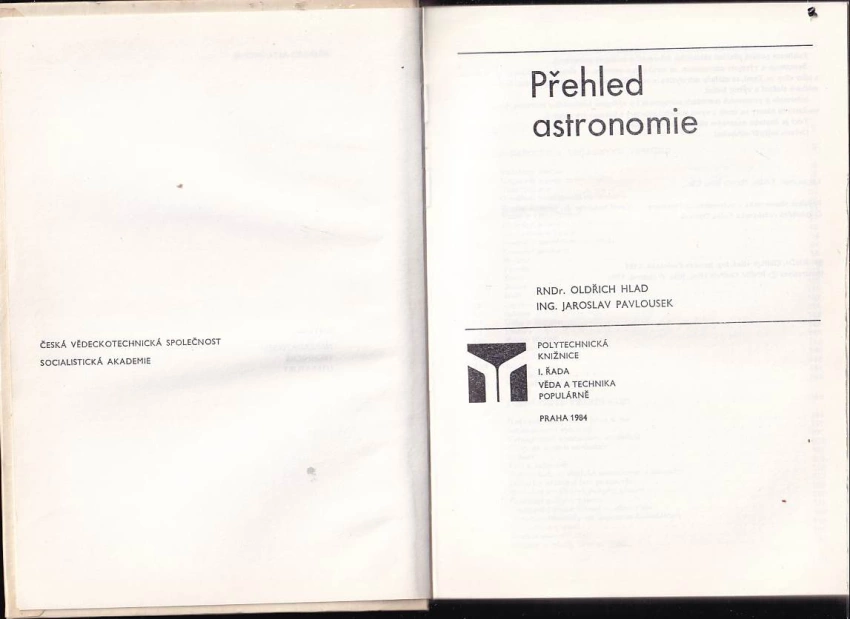 ČESKÁ VĚDECKOTECHNICKÁ SPOLEČNOST
SOCIALISTICKÁ AKADEMIE
Přehled
astronomie
RNDr. OLDŘICH HLAD
ING. JAROSLAV PAVLOUSEK
POLYTECHNICKÁ
KNIŽNICE
I. ŘADA
VĚDA A TECHNIKA
POPULÁRNĚ
PRAHA 1984